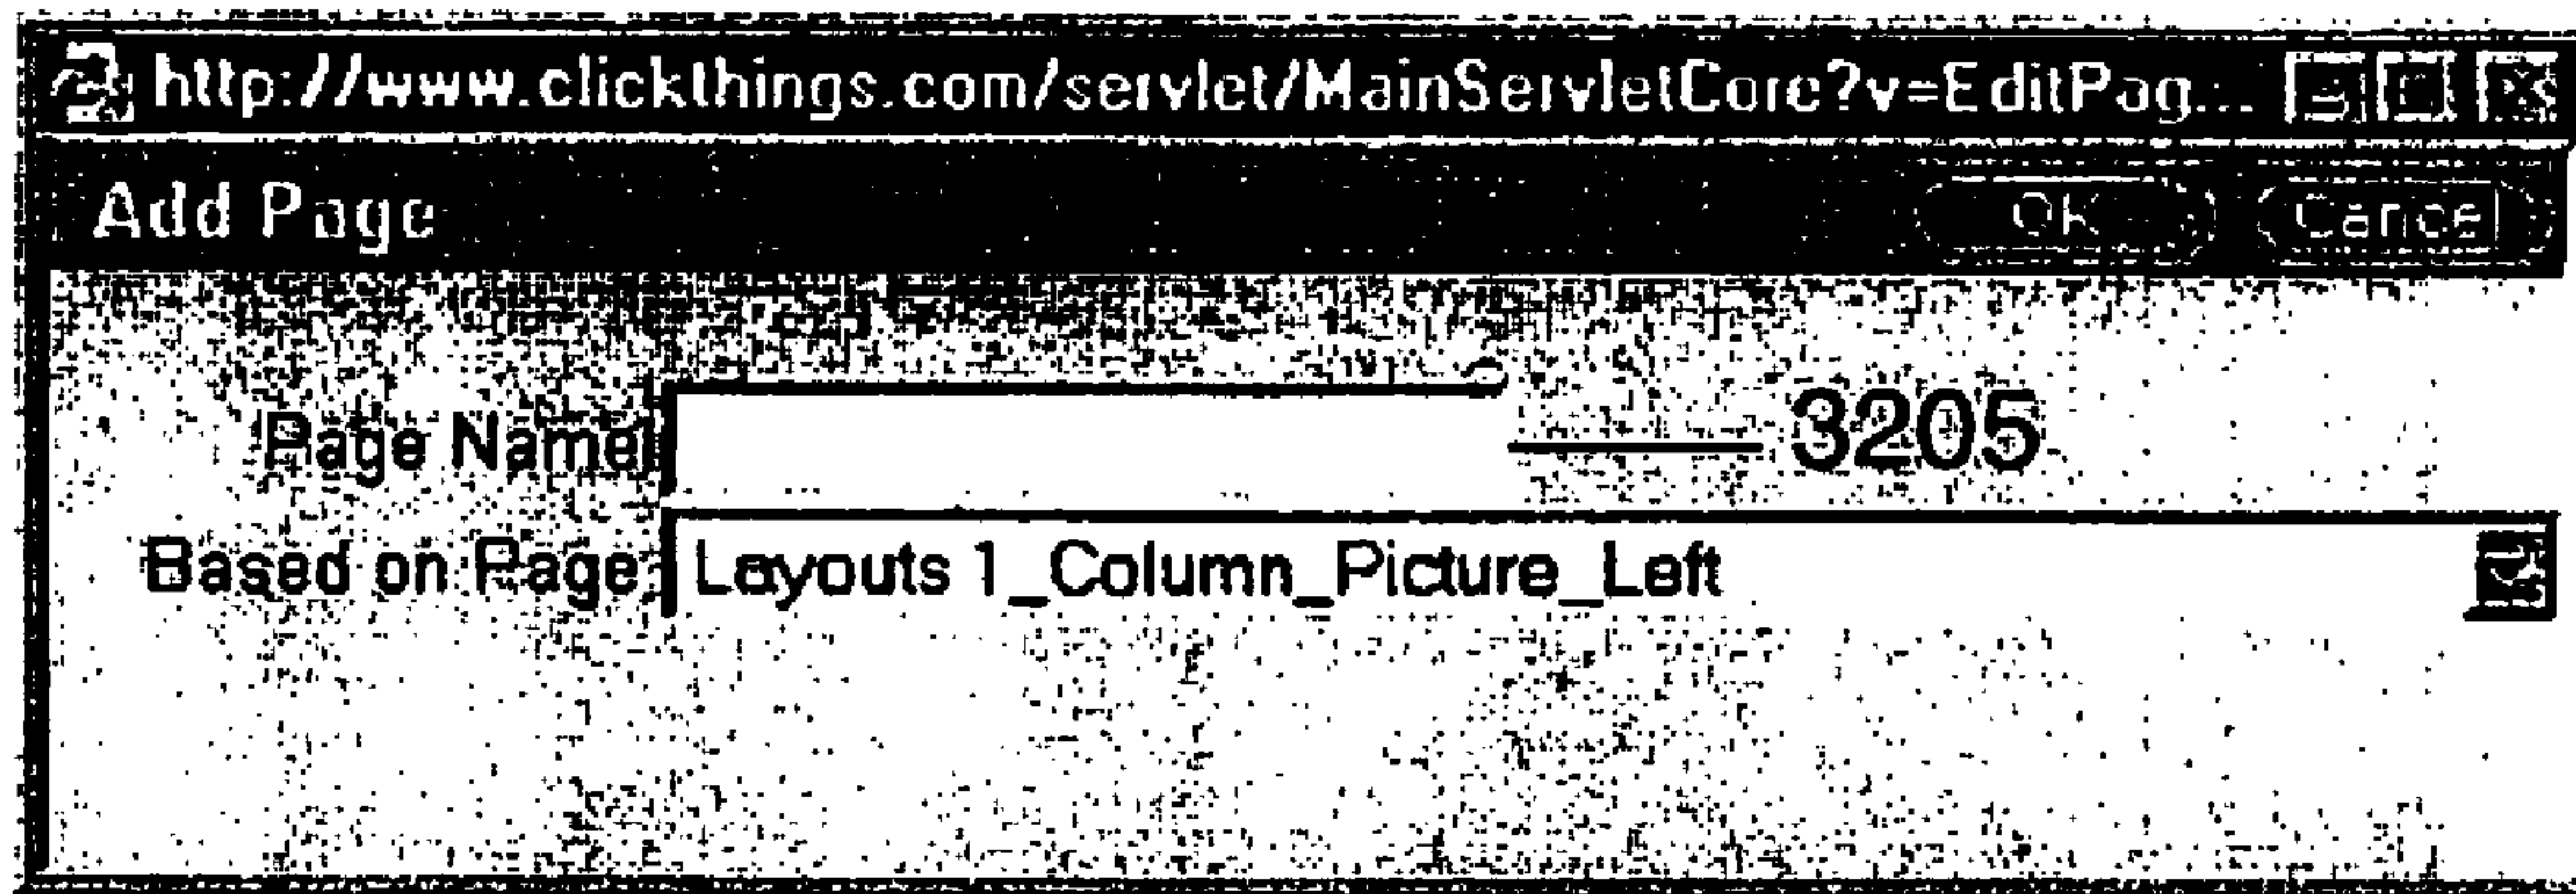 http://www.clickthings.com/servlet/MainServletCore?v=EditPag...
Add Page OK Cancel
Page Name: 3205
Based on Page: Layouts 1_Column_Picture_Left